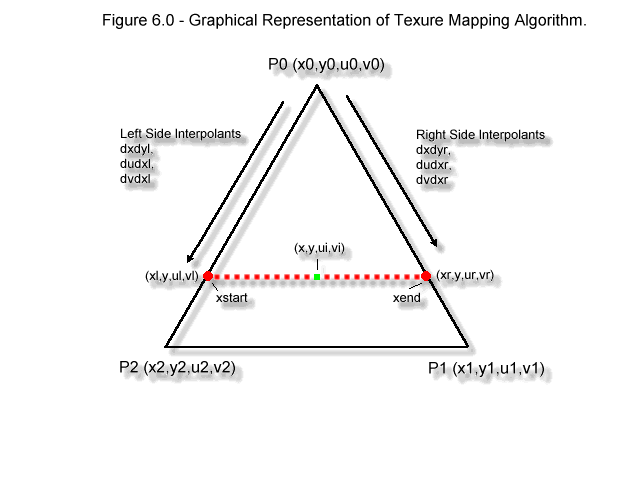 Figure 6.0 - Graphical Representation of Texure Mapping Algorithm.
P0 (x0,y0,u0,v0)
Left Side Interpolants
dxdyl,
dudxl,
dvdxl
Right Side Interpolants
dxdyr,
dudxr,
dvdxr
(x,y,ui,vi)
(xl,y,ul,vl)
(xr,y,ur,vr)
xstart
xend
P2 (x2,y2,u2,v2)
P1 (x1,y1,u1,v1)